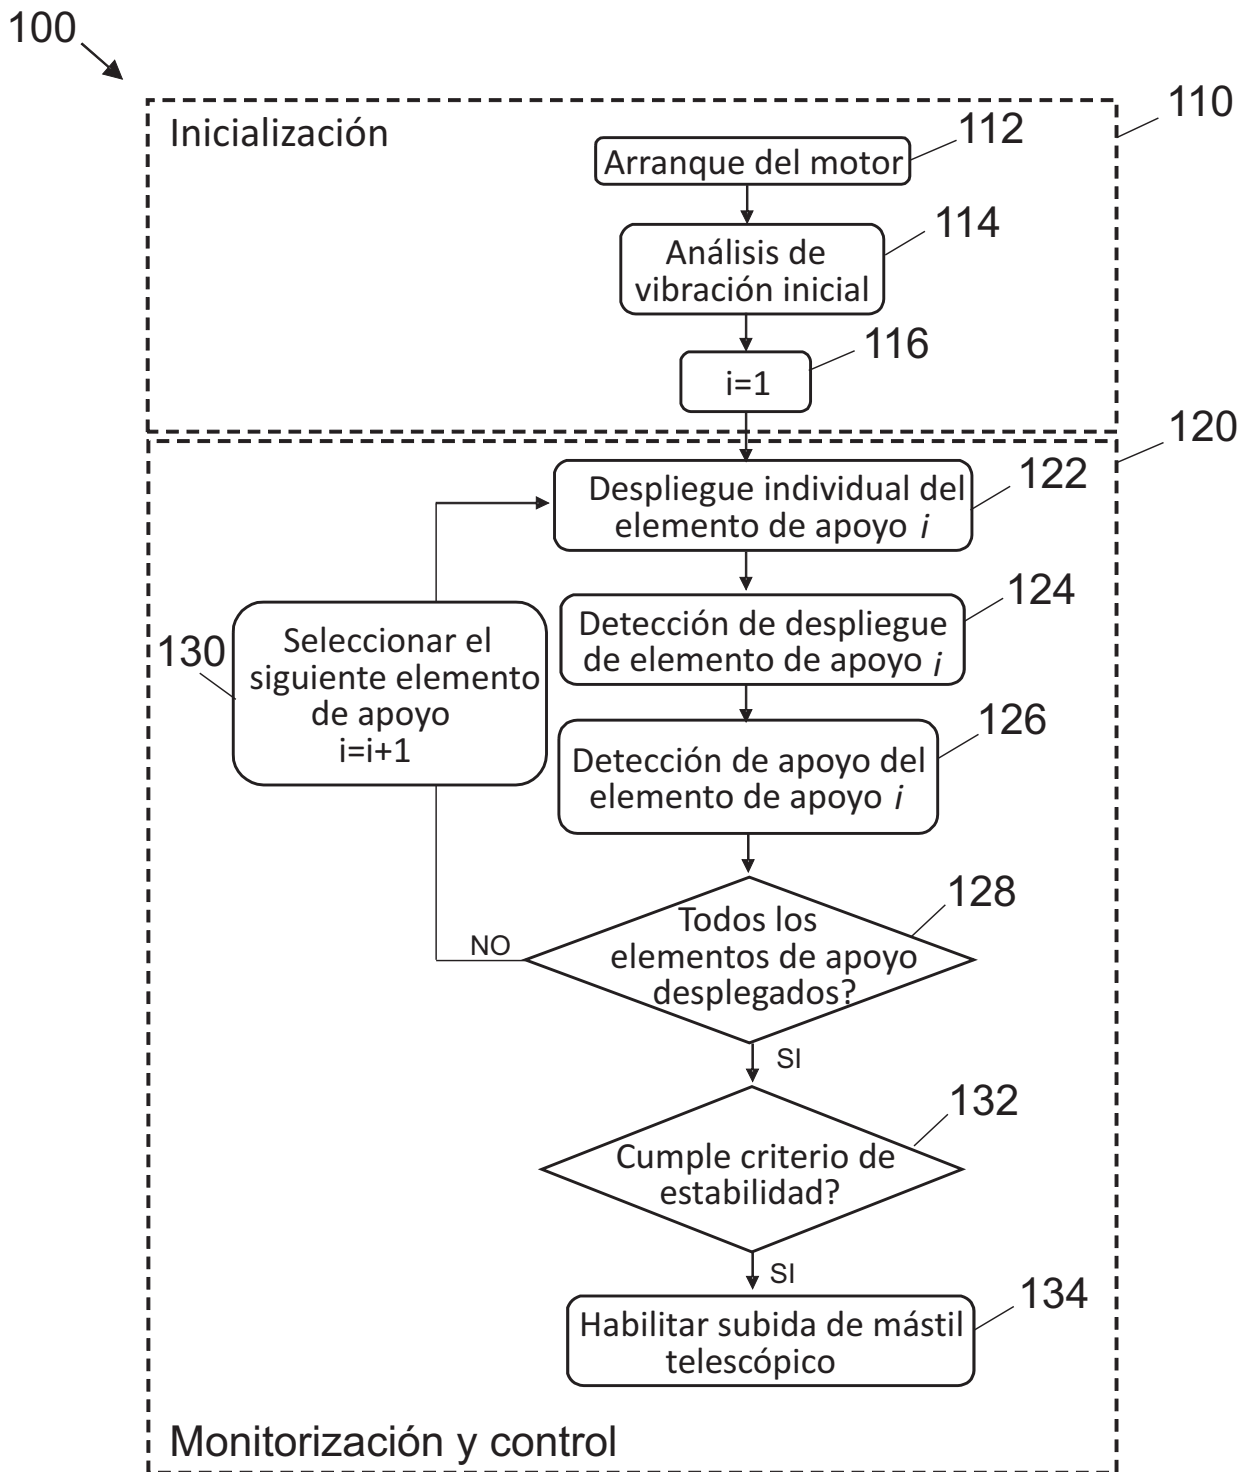 100
110
Inicialización
112
Arranque del motor
114
Análisis de
vibración inicial
116
i=1
120
122
Despliegue individual del
elemento de apoyo i
124
Detección de despliegue
de elemento de apoyo i
130
Seleccionar el
siguiente elemento
de apoyo
i=i+1
126
Detección de apoyo del
elemento de apoyo i
128
Todos los
elementos de apoyo
desplegados?
NO
SI
132
Cumple criterio de
estabilidad?
SI
134
Habilitar subida de mástil
telescópico
Monitorización y control